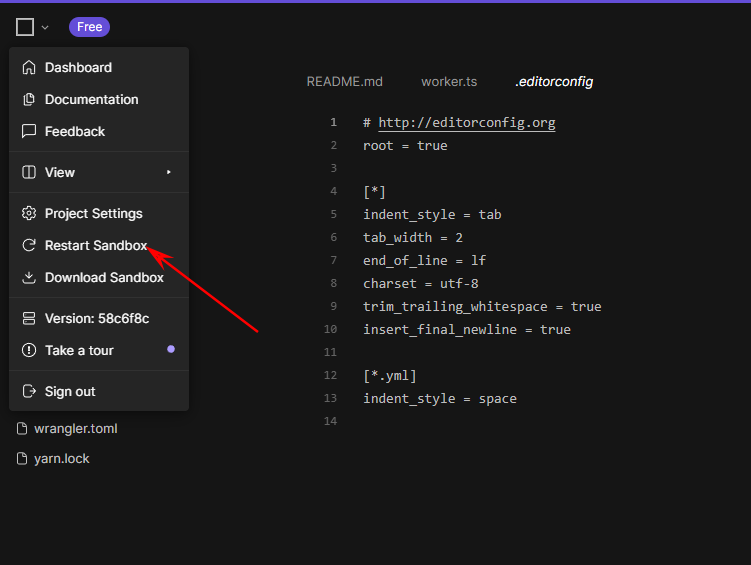 Free
Dashboard
Documentation
Feedback
View
Project Settings
Restart Sandbox
Download Sandbox
Version: 58c6f8c
Take a tour
Sign out
wrangler.toml
yarn.lock
README.md worker.ts .editorconfig
1 # http://editorconfig.org
2 root = true
3
4 [*]
5 indent_style = tab
6 tab_width = 2
7 end_of_line = lf
8 charset = utf-8
9 trim_trailing_whitespace = true
10 insert_final_newline = true
11
12 [*.yml]
13 indent_style = space
14